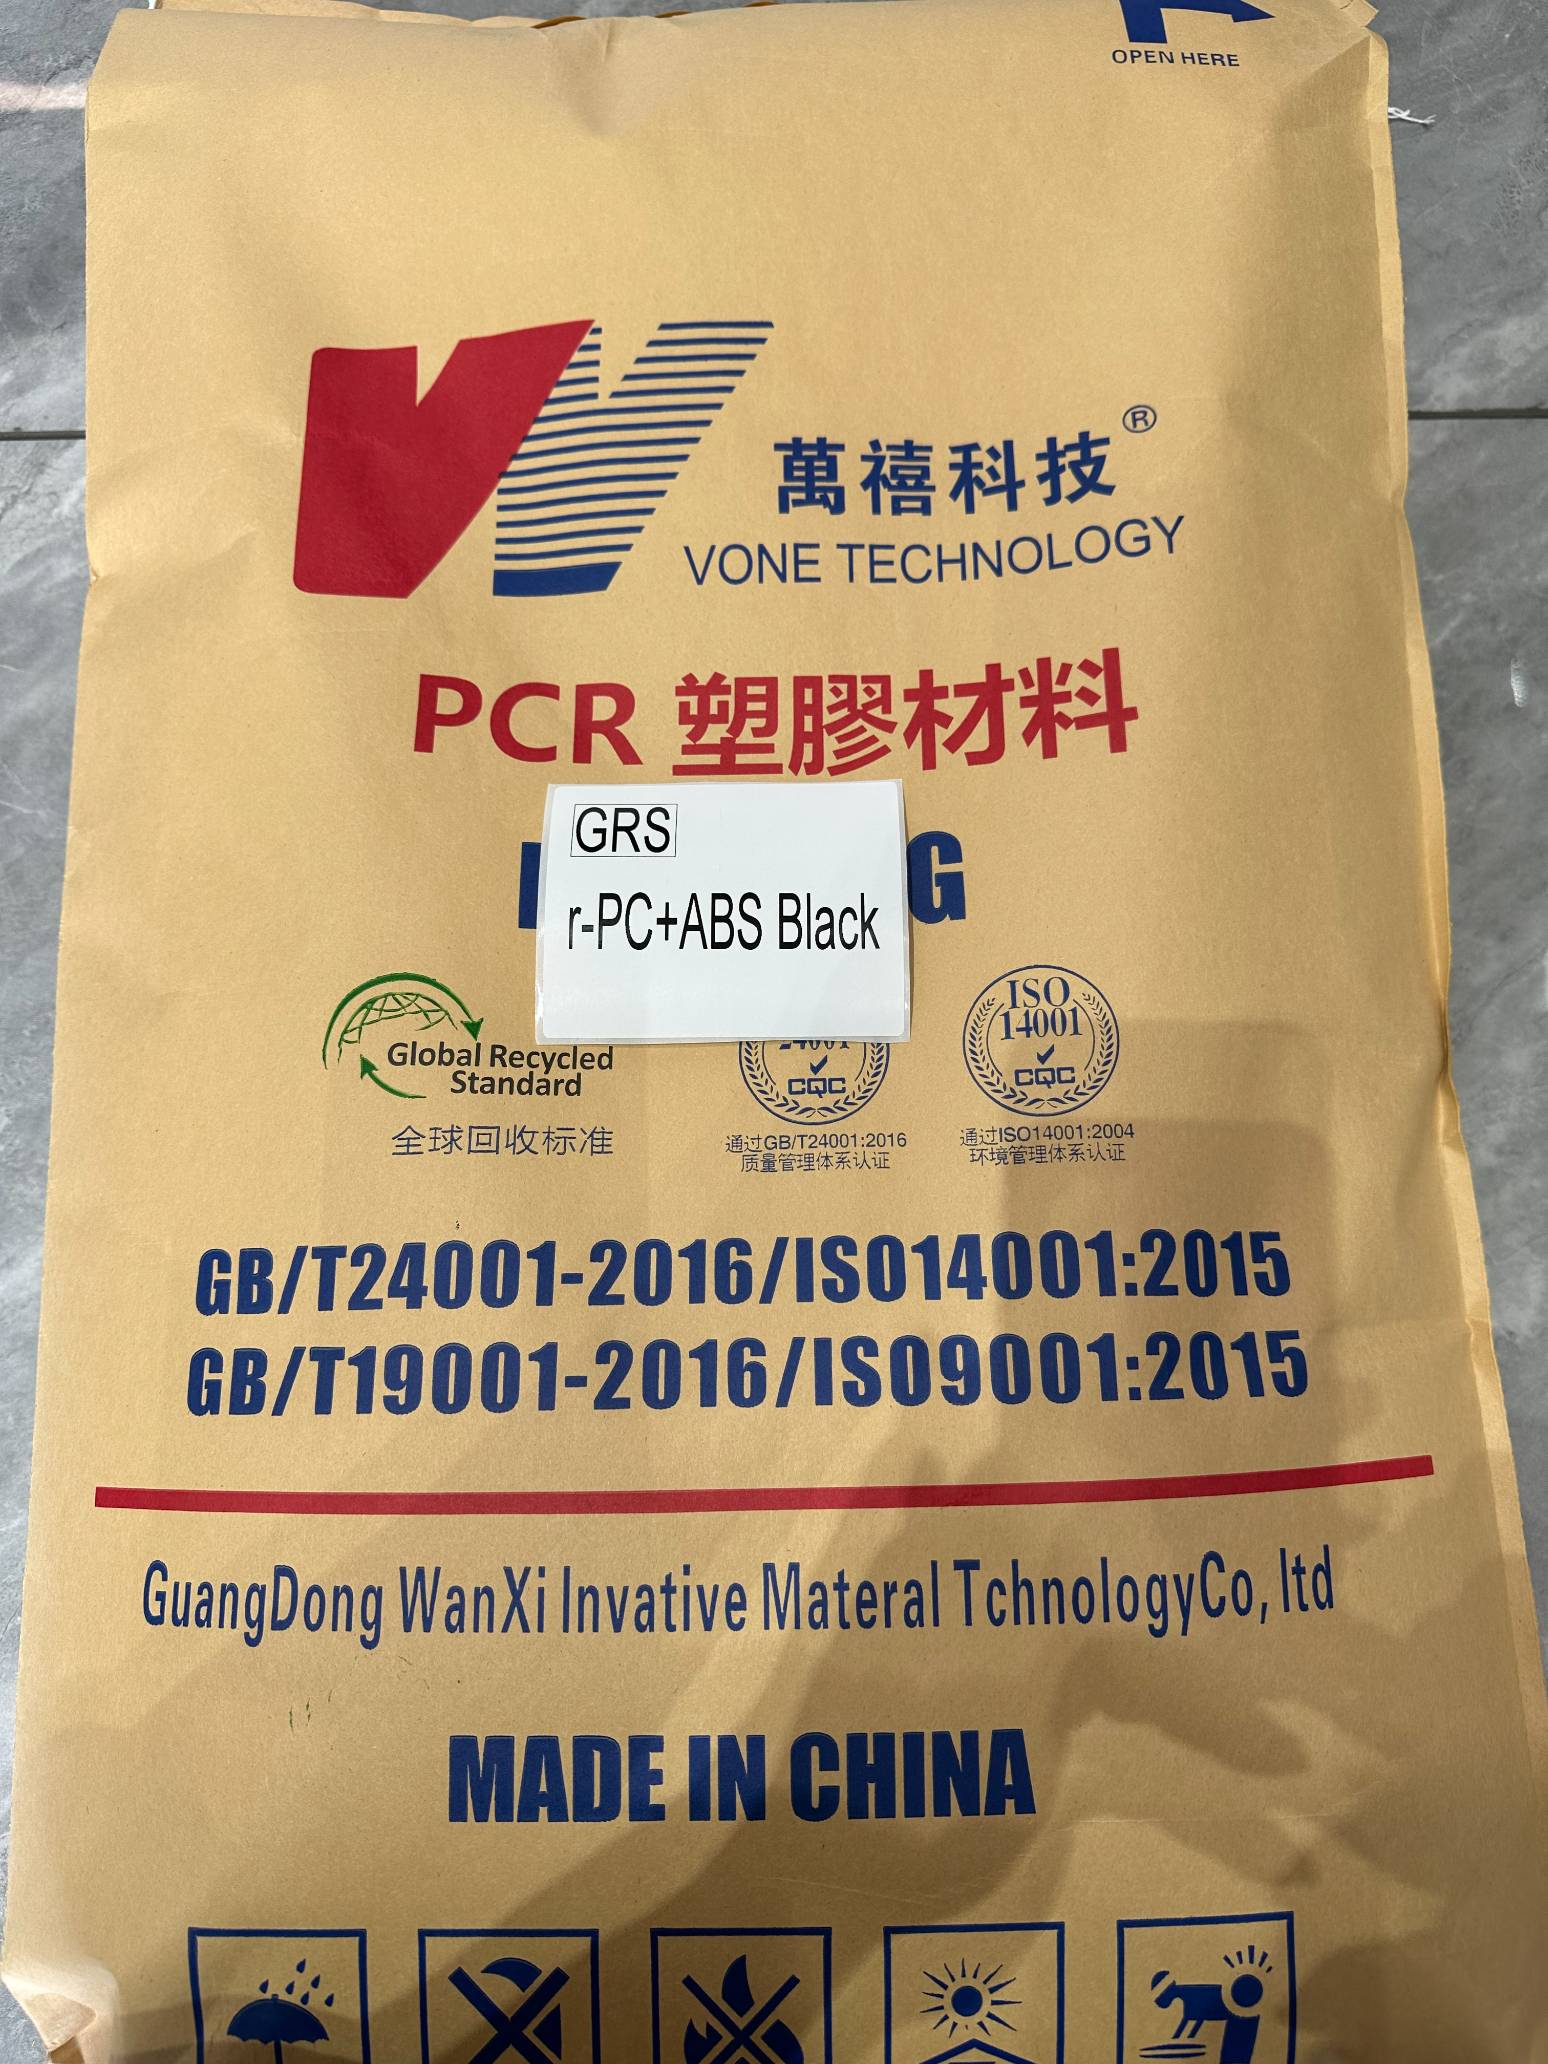 OPEN HERE
萬禧科技®
VONE TECHNOLOGY
PCR 塑膠材料
GRS
r-PC+ABS Black
G
Global Recycled
Standard
全球回收标准
24001
CQC
通过GB/T24001:2016
质量管理体系认证
ISO
14001
CQC
通过ISO14001:2004
环境管理体系认证
GB/T24001-2016/ISO14001:2015
GB/T19001-2016/ISO9001:2015
GuangDong WanXi Invative Materal TchnologyCo, ltd
MADE IN CHINA